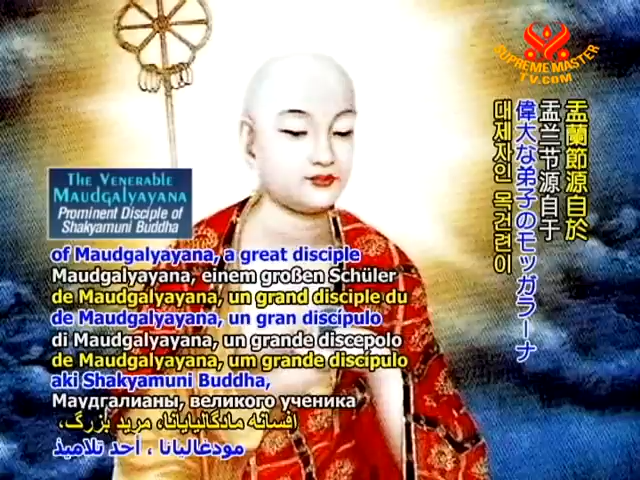 SUPREME MASTER
TV.COM
盂蘭節源自於
盂兰节源自于
偉大な弟子のモッガラーナ
대제자인 목건련이
THE VENERABLE
MAUDGALYAYANA
Prominent Disciple of
Shakyamuni Buddha
of Maudgalyayana, a great disciple
Maudgalyayana, einem großen Schüler
de Maudgalyayana, un grand disciple du
de Maudgalyayana, un gran discípulo
di Maudgalyayana, un grande discepolo
de Maudgalyayana, um grande discípulo
aki Shakyamuni Buddha,
Маудгалианы, великого ученика
افسانه مادگالیایانا، مرید بزرگ،
مودغاليانا ، أحد تلاميذ